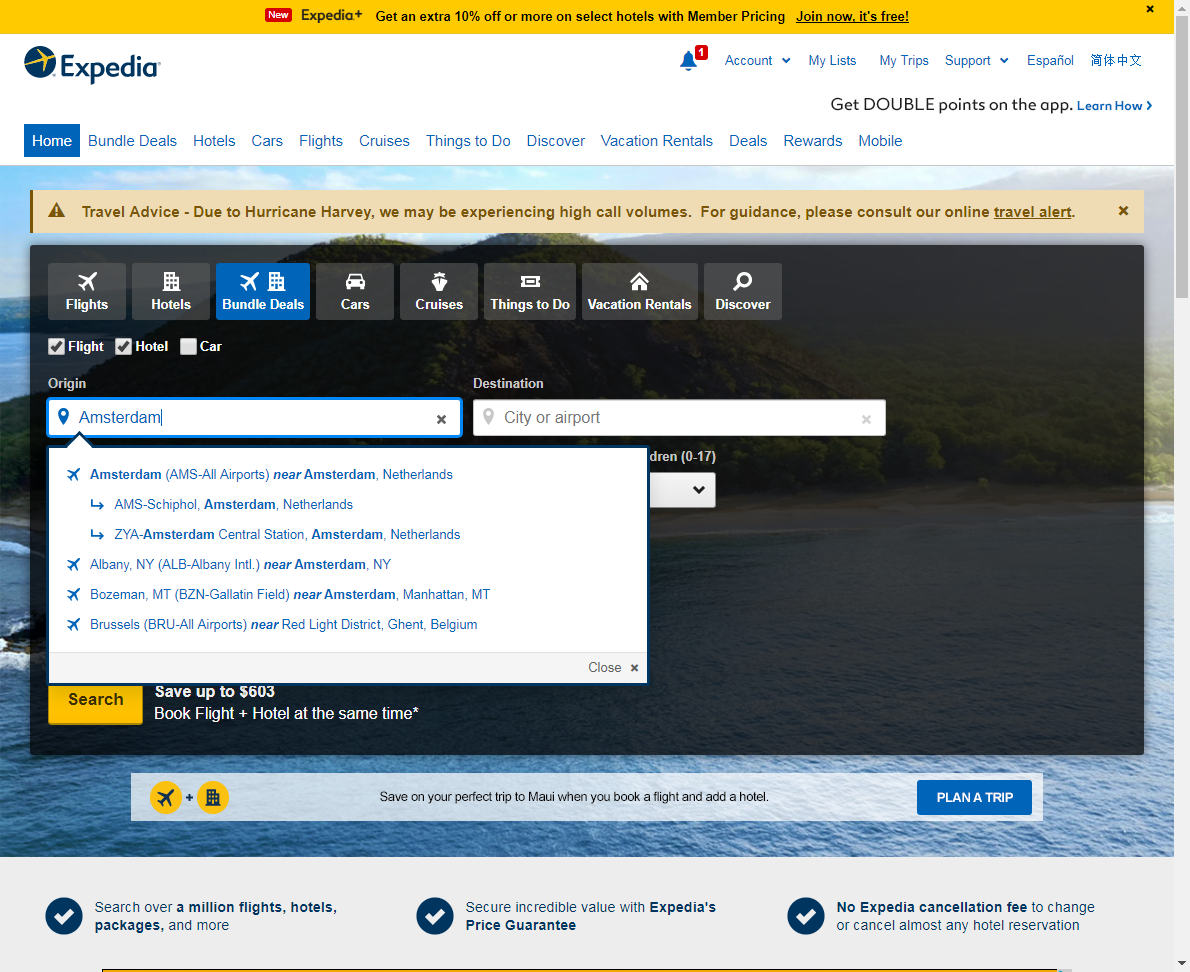 New Expedia+ Get an extra 10% off or more on select hotels with Member Pricing Join now, it's free!
Expedia
1 Account My Lists My Trips Support Español 简体中文
Get DOUBLE points on the app. Learn How
Home Bundle Deals Hotels Cars Flights Cruises Things to Do Discover Vacation Rentals Deals Rewards Mobile
Travel Advice - Due to Hurricane Harvey, we may be experiencing high call volumes. For guidance, please consult our online travel alert.
Flights Hotels Bundle Deals Cars Cruises Things to Do Vacation Rentals Discover
Flight Hotel Car
Origin Destination
Amsterdam City or airport
dren (0-17)
Amsterdam (AMS-All Airports) near Amsterdam, Netherlands
AMS-Schiphol, Amsterdam, Netherlands
ZYA-Amsterdam Central Station, Amsterdam, Netherlands
Albany, NY (ALB-Albany Intl.) near Amsterdam, NY
Bozeman, MT (BZN-Gallatin Field) near Amsterdam, Manhattan, MT
Brussels (BRU-All Airports) near Red Light District, Ghent, Belgium
Close
Search Save up to $603
Book Flight + Hotel at the same time*
+ Save on your perfect trip to Maui when you book a flight and add a hotel. PLAN A TRIP
Search over a million flights, hotels, Secure incredible value with Expedia's No Expedia cancellation fee to change
packages, and more Price Guarantee or cancel almost any hotel reservation